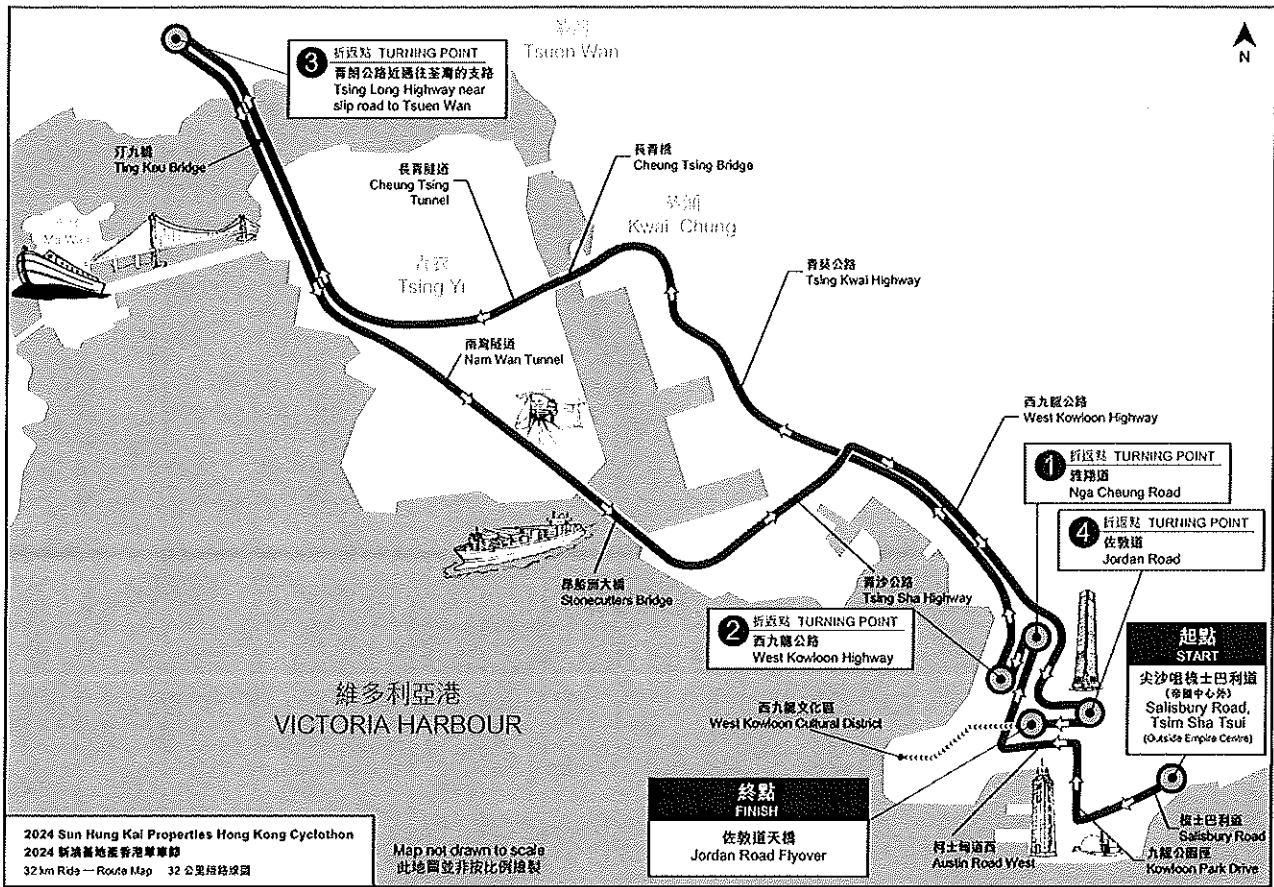 Tsuen Wan
N
3
折返點 TURNING POINT
青朗公路近通往荃灣的支路
Tsing Long Highway near
slip road to Tsuen Wan
汀九橋
Ting Kau Bridge
長青隧道
Cheung Tsing
Tunnel
長青橋
Cheung Tsing Bridge
Kwai Chung
Ma Wan
Tsing Yi
青葵公路
Tsing Kwai Highway
南灣隧道
Nam Wan Tunnel
西九龍公路
West Kowloon Highway
1
折返點 TURNING POINT
雅翔道
Nga Cheung Road
4
折返點 TURNING POINT
佐敦道
Jordan Road
昂船洲大橋
Stonecutters Bridge
青沙公路
Tsing Sha Highway
2
折返點 TURNING POINT
西九龍公路
West Kowloon Highway
起點
START
尖沙咀梳士巴利道
(帝國中心外)
Salisbury Road,
Tsim Sha Tsui
(Outside Empire Centre)
維多利亞港
VICTORIA HARBOUR
西九龍文化區
West Kowloon Cultural District
終點
FINISH
佐敦道天橋
Jordan Road Flyover
柯士甸道西
Austin Road West
梳士巴利道
Salisbury Road
九龍公園徑
Kowloon Park Drive
2024 Sun Hung Kai Properties Hong Kong Cyclothon
2024 新鴻基地產香港單車節
32 km Ride — Route Map 32 公里組路線圖
Map not drawn to scale
此地圖並非按比例繪製